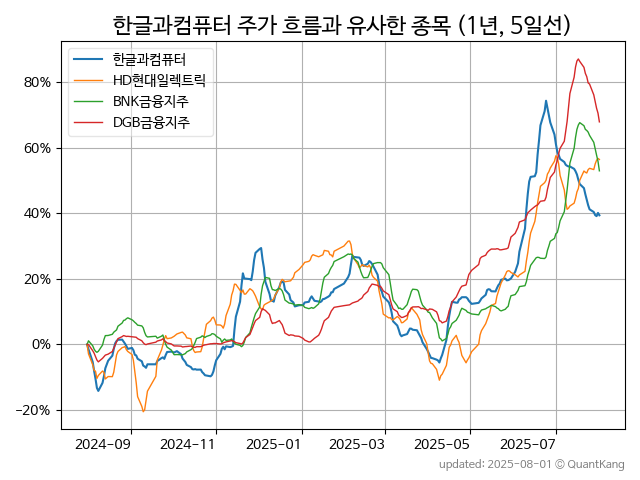 한글과컴퓨터 주가 흐름과 유사한 종목 (1년, 5일선)
한글과컴퓨터
HD현대일렉트릭
BNK금융지주
DGB금융지주
80%
60%
40%
20%
0%
−20%
2024−09 2024−11 2025−01 2025−03 2025−05 2025−07
updated: 2025-08-01 © QuantKang